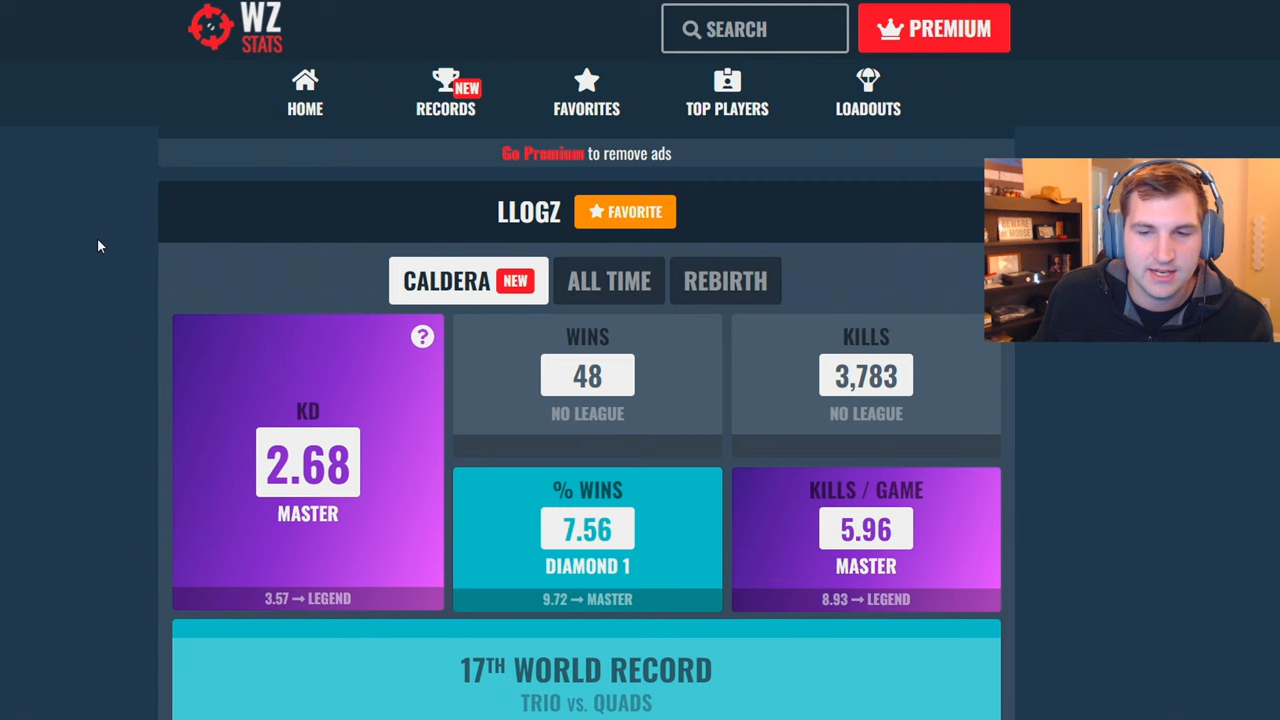 WZ
STATS
SEARCH
PREMIUM
HOME
RECORDS
NEW
FAVORITES
TOP PLAYERS
LOADOUTS
Go Premium to remove ads
LLOGZ
FAVORITE
CALDERA NEW
ALL TIME
REBIRTH
KD
2.68
MASTER
3.57 → LEGEND
WINS
48
NO LEAGUE
KILLS
3,783
NO LEAGUE
% WINS
7.56
DIAMOND 1
9.72 → MASTER
KILLS / GAME
5.96
MASTER
8.93 → LEGEND
17TH WORLD RECORD
TRIO vs. QUADS
BEWARE